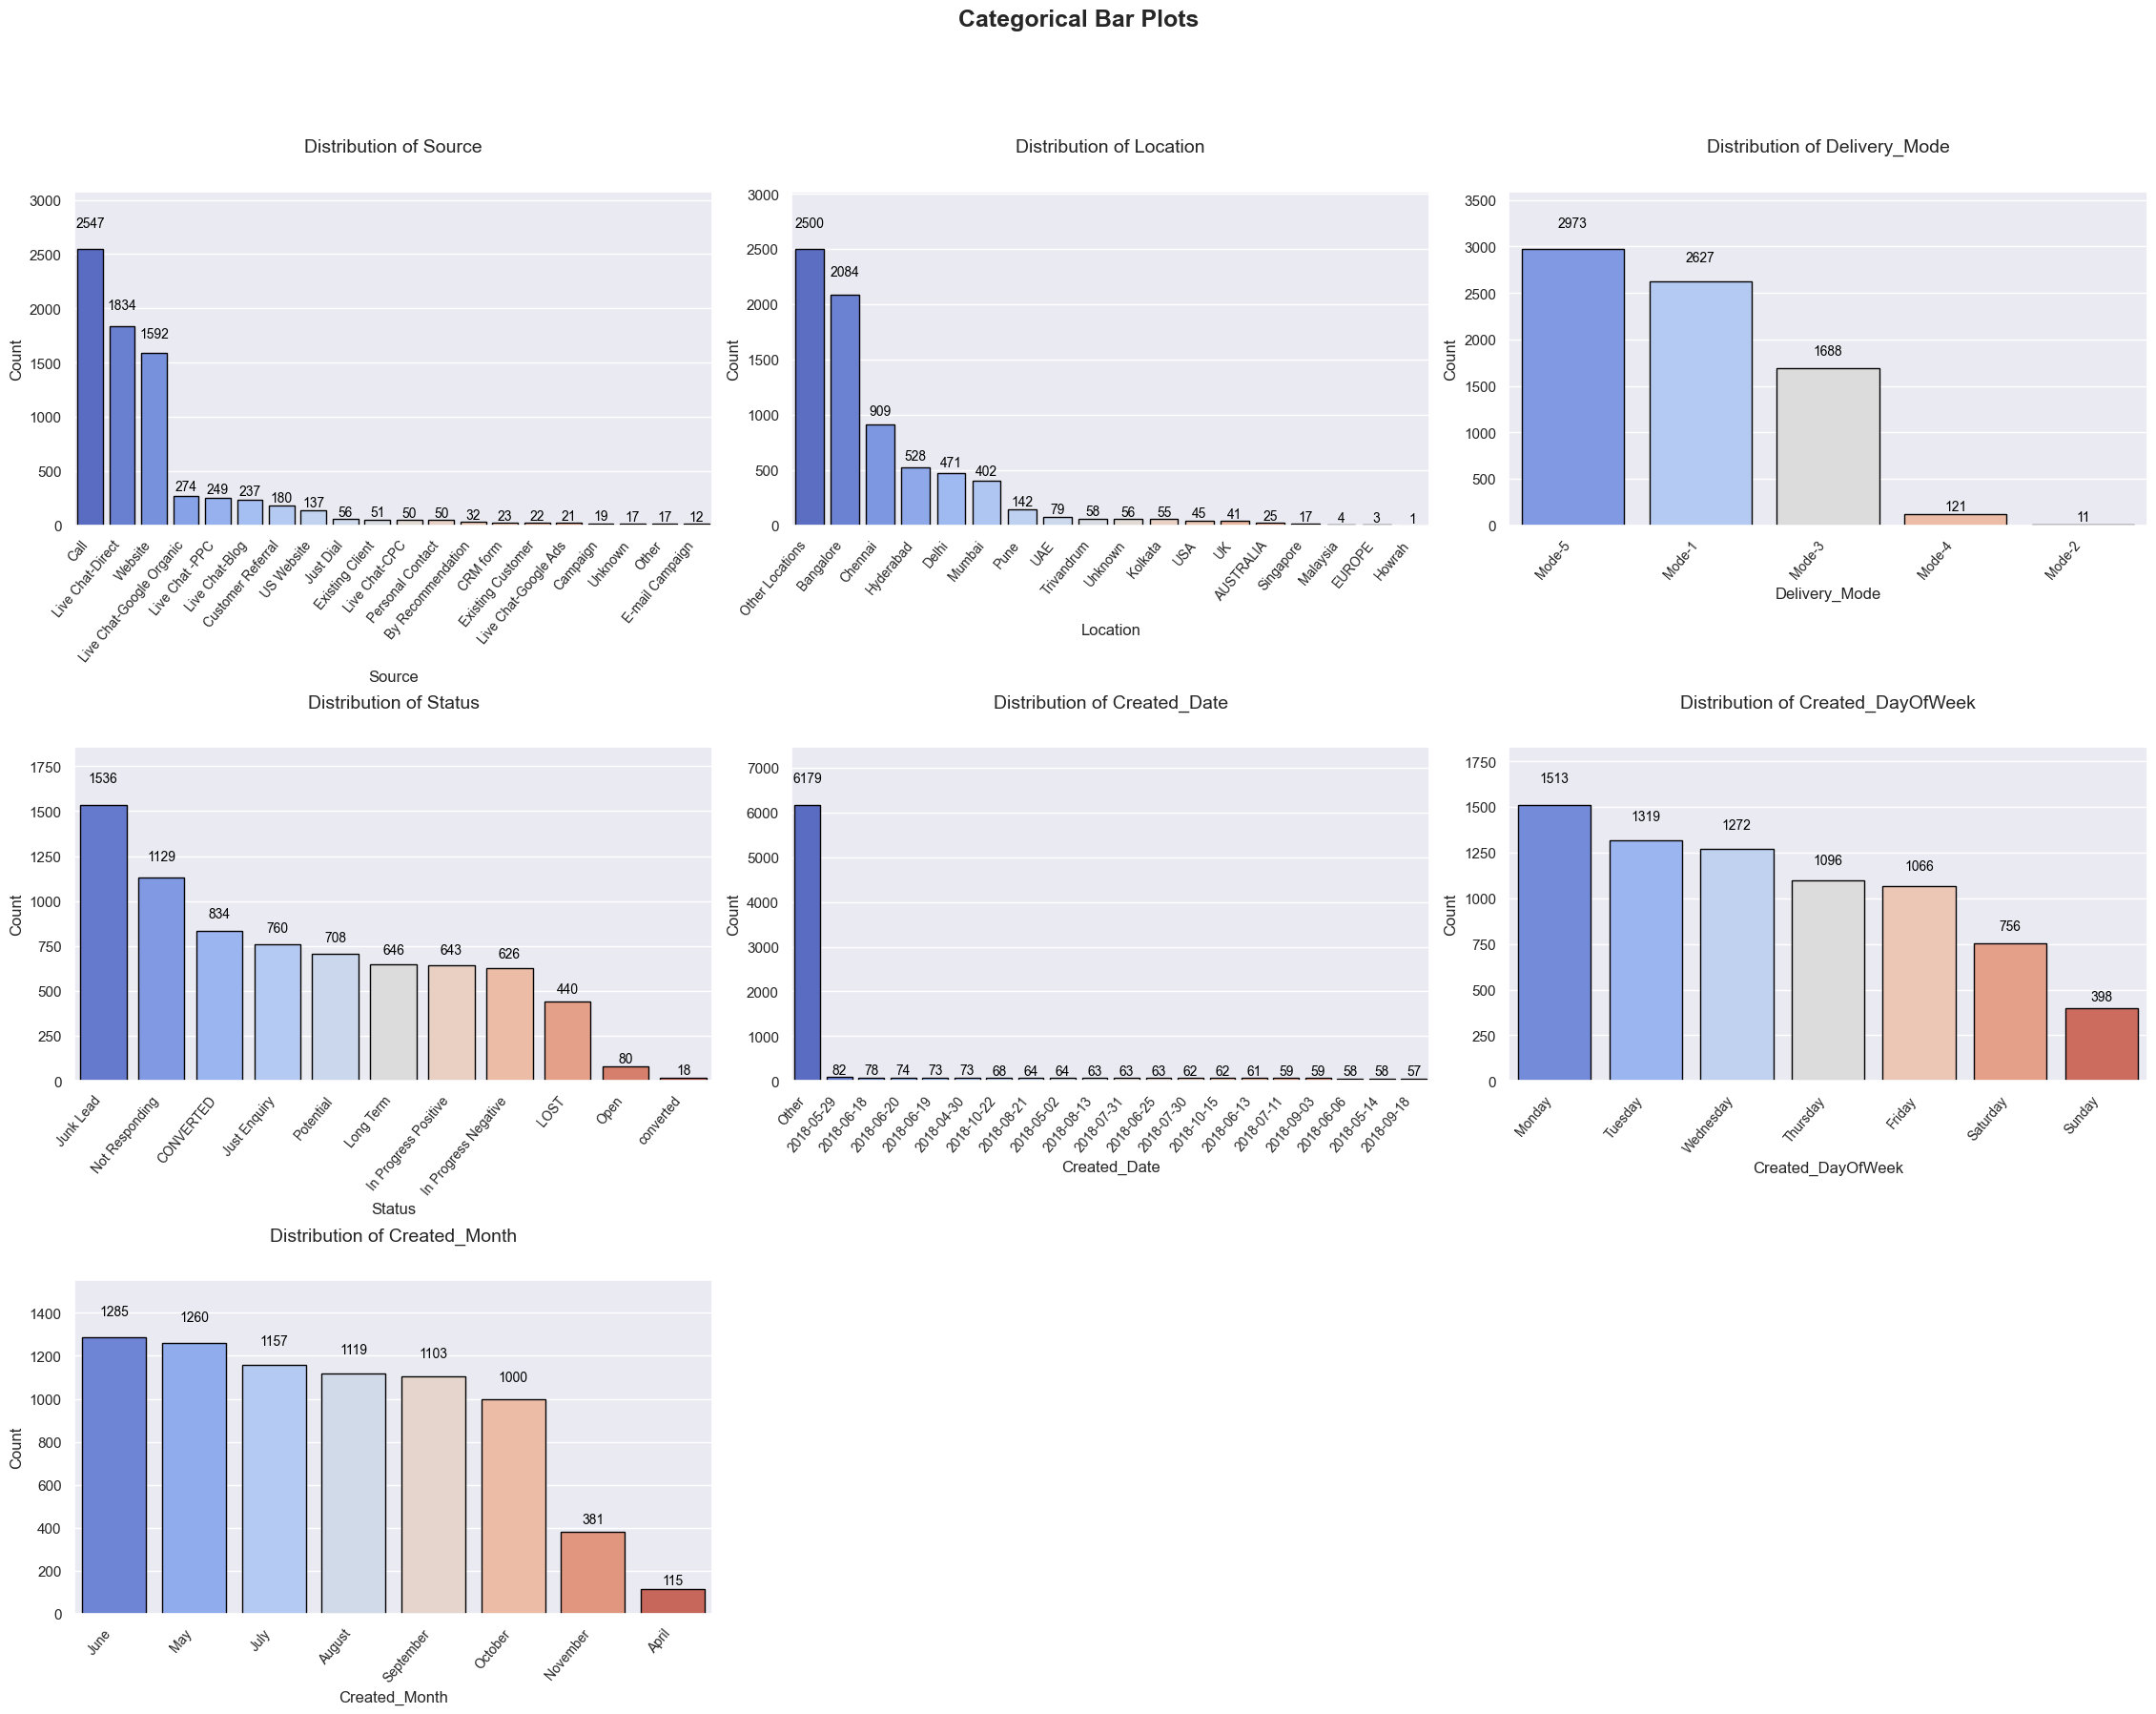 Categorical Bar Plots
Distribution of Source
3000
2500
2000
1500
1000
500
0
Count
2547
1834
1592
274
249
237
180
137
56
51
50
50
32
23
22
21
19
17
17
12
Call
Live Chat-Direct
Website
Live Chat-Google Organic
Live Chat -PPC
Live Chat-Blog
Customer Referral
US Website
Just Dial
Existing Client
Live Chat-CPC
Personal Contact
By Recommendation
CRM form
Existing Customer
Live Chat-Google Ads
Campaign
Unknown
Other
E-mail Campaign
Source
Distribution of Location
3000
2500
2000
1500
1000
500
0
Count
2500
2084
909
528
471
402
142
79
58
56
55
45
41
25
17
4
3
1
Other Locations
Bangalore
Chennai
Hyderabad
Delhi
Mumbai
Pune
UAE
Trivandrum
Unknown
Kolkata
USA
UK
AUSTRALIA
Singapore
Malaysia
EUROPE
Howrah
Location
Distribution of Delivery_Mode
3500
3000
2500
2000
1500
1000
500
0
Count
2973
2627
1688
121
11
Mode-5
Mode-1
Mode-3
Mode-4
Mode-2
Delivery_Mode
Distribution of Status
1750
1500
1250
1000
750
500
250
0
Count
1536
1129
834
760
708
646
643
626
440
80
18
Junk Lead
Not Responding
CONVERTED
Just Enquiry
Potential
Long Term
In Progress Positive
In Progress Negative
LOST
Open
converted
Status
Distribution of Created_Date
7000
6000
5000
4000
3000
2000
1000
0
Count
6179
82
78
74
73
73
68
64
64
63
63
63
62
62
61
59
59
58
58
57
Other
2018-05-29
2018-06-18
2018-06-20
2018-06-19
2018-04-30
2018-10-22
2018-08-21
2018-05-02
2018-08-13
2018-07-31
2018-06-25
2018-07-30
2018-10-15
2018-06-13
2018-07-11
2018-09-03
2018-06-06
2018-05-14
2018-09-18
Created_Date
Distribution of Created_DayOfWeek
1750
1500
1250
1000
750
500
250
0
Count
1513
1319
1272
1096
1066
756
398
Monday
Tuesday
Wednesday
Thursday
Friday
Saturday
Sunday
Created_DayOfWeek
Distribution of Created_Month
1400
1200
1000
800
600
400
200
0
Count
1285
1260
1157
1119
1103
1000
381
115
June
May
July
August
September
October
November
April
Created_Month